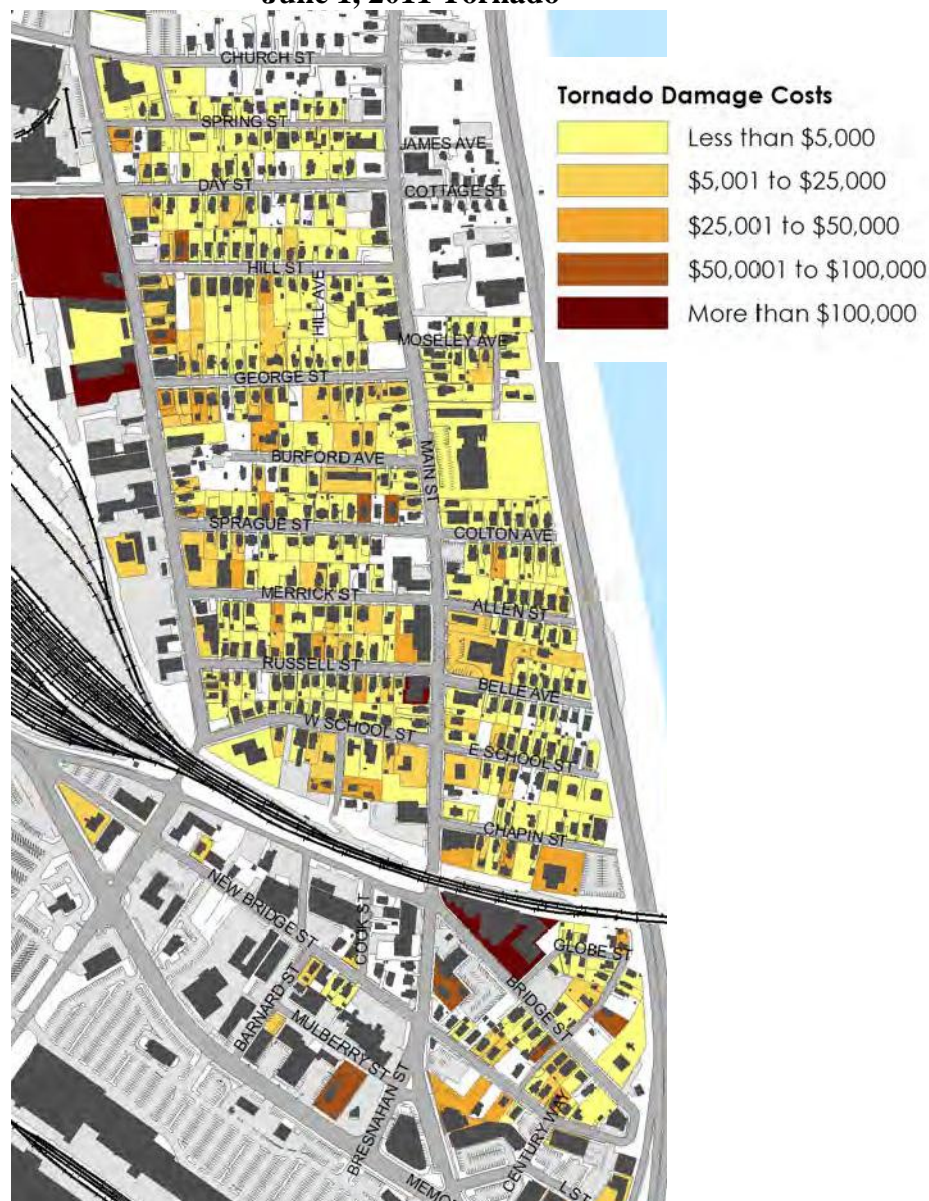 June 1, 2011 Tornado
CHURCH ST
SPRING ST
JAMES AVE
DAY ST
COTTAGE ST
HILL ST
HILL AVE
MOSELEY AVE
GEORGE ST
BURFORD AVE
MAIN ST
SPRAGUE ST
COLTON AVE
MERRICK ST
ALLEN ST
RUSSELL ST
BELLE AVE
W SCHOOL ST
E SCHOOL ST
CHAPIN ST
NEW BRIDGE ST
COOK ST
GLOBE ST
BRIDGE ST
BARNARD ST
MULBERRY ST
BRESNAHAN ST
CENTURY WAY
L ST
Tornado Damage Costs
Less than $5,000
$5,001 to $25,000
$25,001 to $50,000
$50,0001 to $100,000
More than $100,000